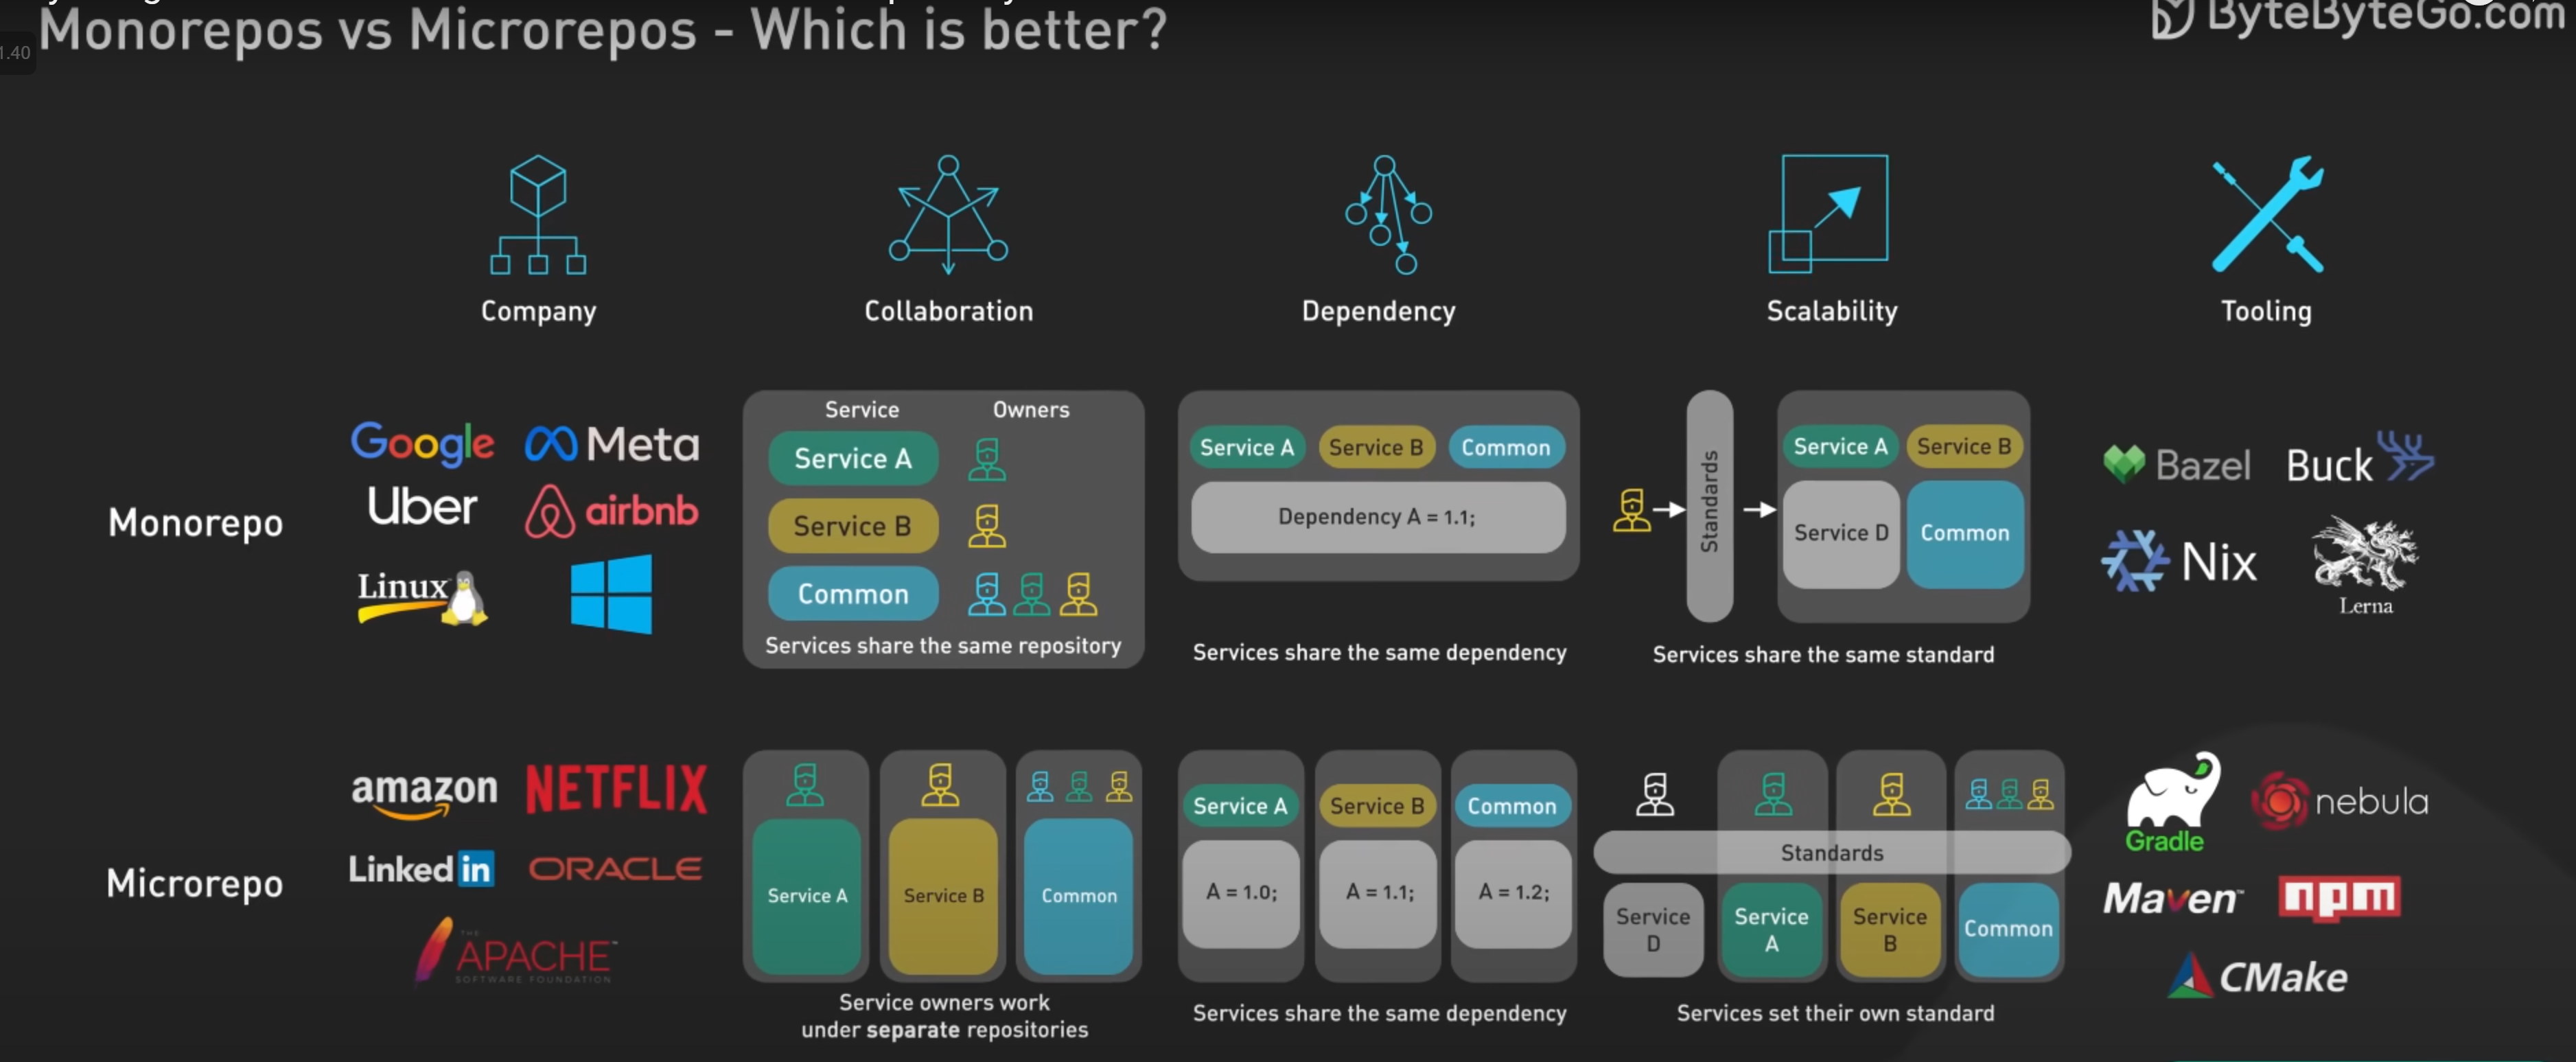 1.40
Monorepos vs Microrepos - Which is better?
ByteByteGo.com
Company
Collaboration
Dependency
Scalability
Tooling
Monorepo
Google
Meta
Uber
airbnb
Linux
Service Owners
Service A
Service B
Common
Services share the same repository
Service A
Service B
Common
Dependency A = 1.1;
Services share the same dependency
Standards
Service A
Service B
Service D
Common
Services share the same standard
Bazel
Buck
Nix
Lerna
Microrepo
amazon
NETFLIX
Linked in
ORACLE
THE
APACHE™
SOFTWARE FOUNDATION
Service A
Service B
Common
Service owners work
under separate repositories
Service A
Service B
Common
A = 1.0;
A = 1.1;
A = 1.2;
Services share the same dependency
Standards
Service
D
Service
A
Service
B
Common
Services set their own standard
Gradle
nebula
Maven™
npm
CMake